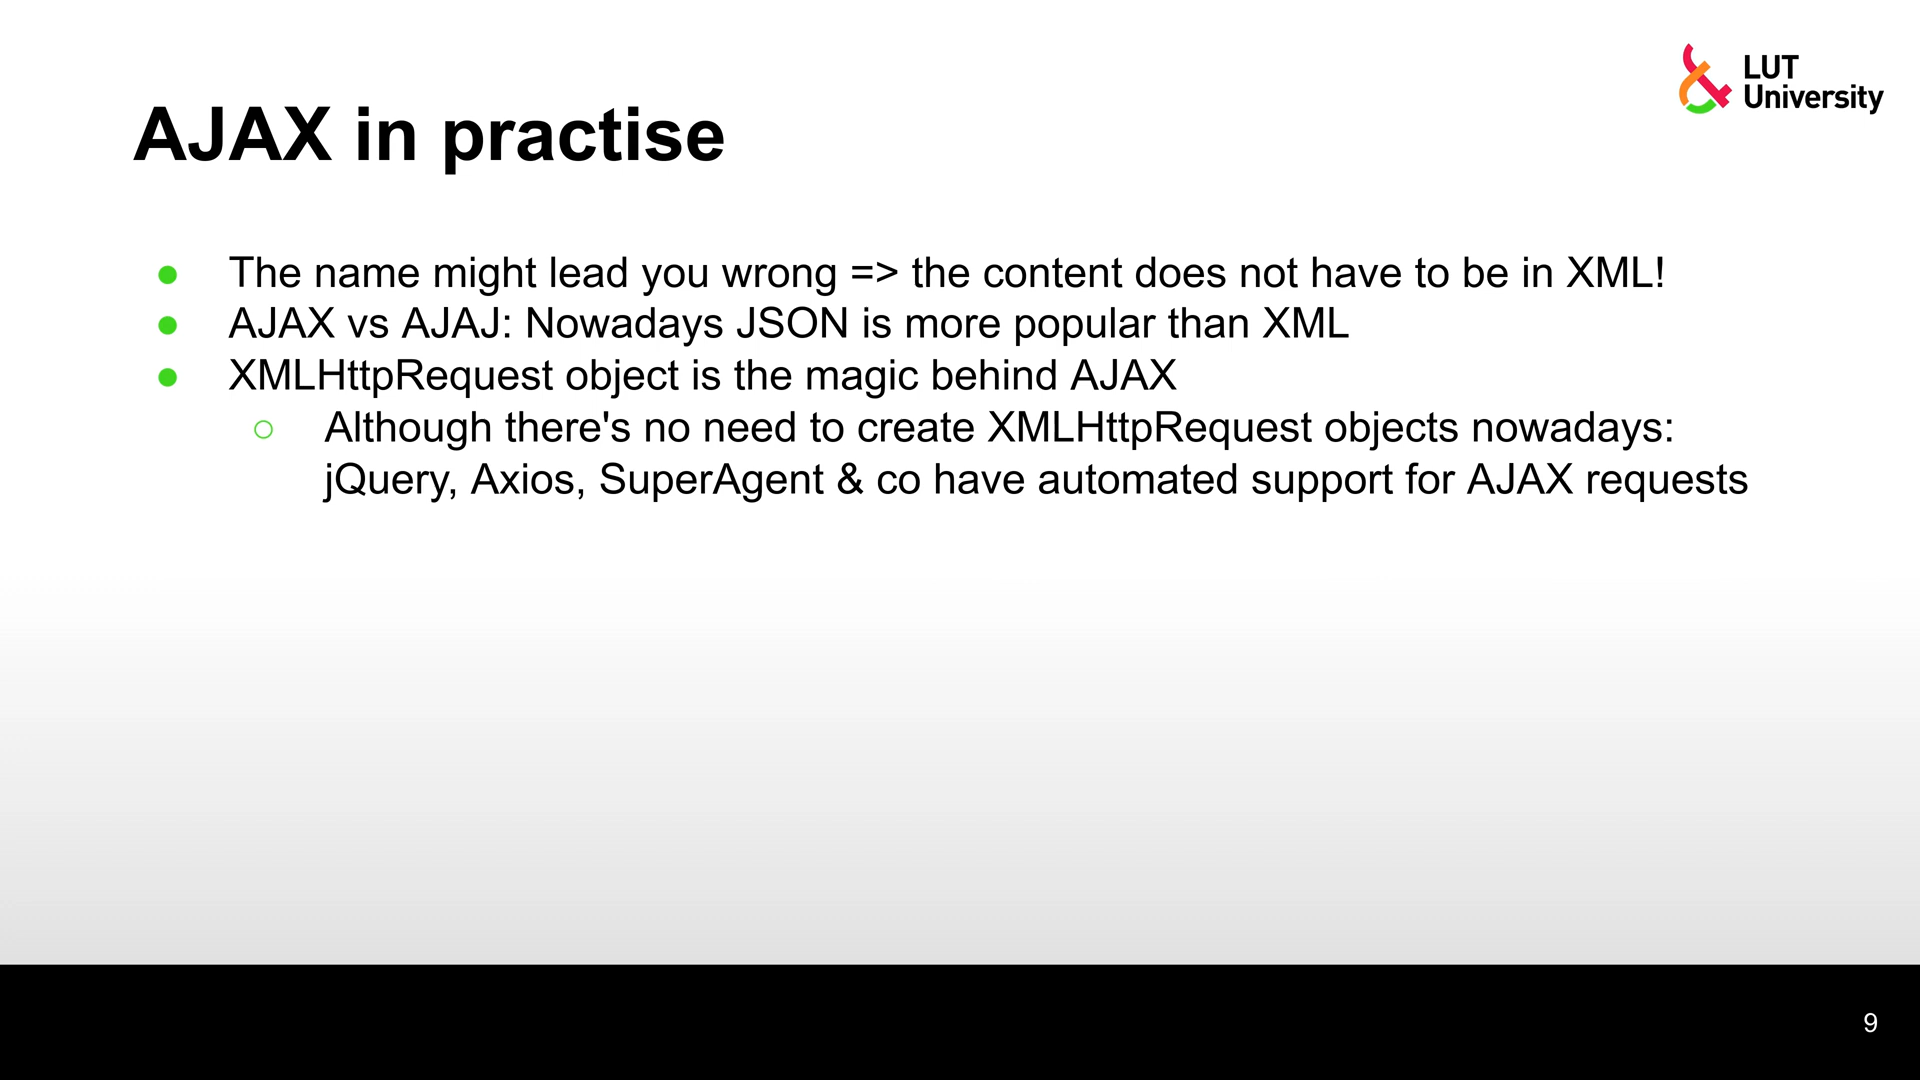 LUT
University
AJAX in practise
● The name might lead you wrong => the content does not have to be in XML!
● AJAX vs AJAJ: Nowadays JSON is more popular than XML
● XMLHttpRequest object is the magic behind AJAX
○ Although there's no need to create XMLHttpRequest objects nowadays:
jQuery, Axios, SuperAgent & co have automated support for AJAX requests
9